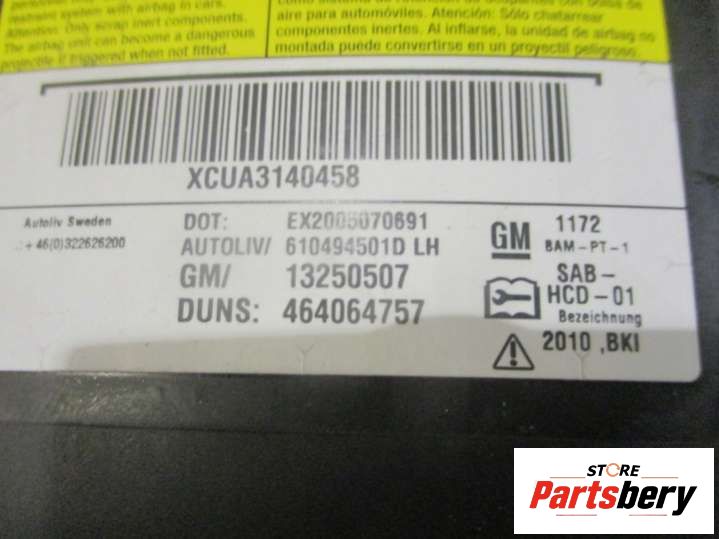 restraint system with airbag in cars.
Attention: Only scrap inert components.
The airbag unit can become a dangerous
projectile if triggered when not fitted.
aire para automóviles. Atención: Sólo chatarrear
componentes inertes. Al inflarse, la unidad de airbag no
montada puede convertirse en un proyectil peligroso.
XCUA3140458
Autoliv Sweden
.: + 46(0)322626200
DOT: EX2005070691
AUTOLIV/ 610494501D LH
GM/ 13250507
DUNS: 464064757
GM 1172
BAM-PT-1
SAB-
HCD-01
Bezeichnung
2010 ,BKI
STORE
Partsbery